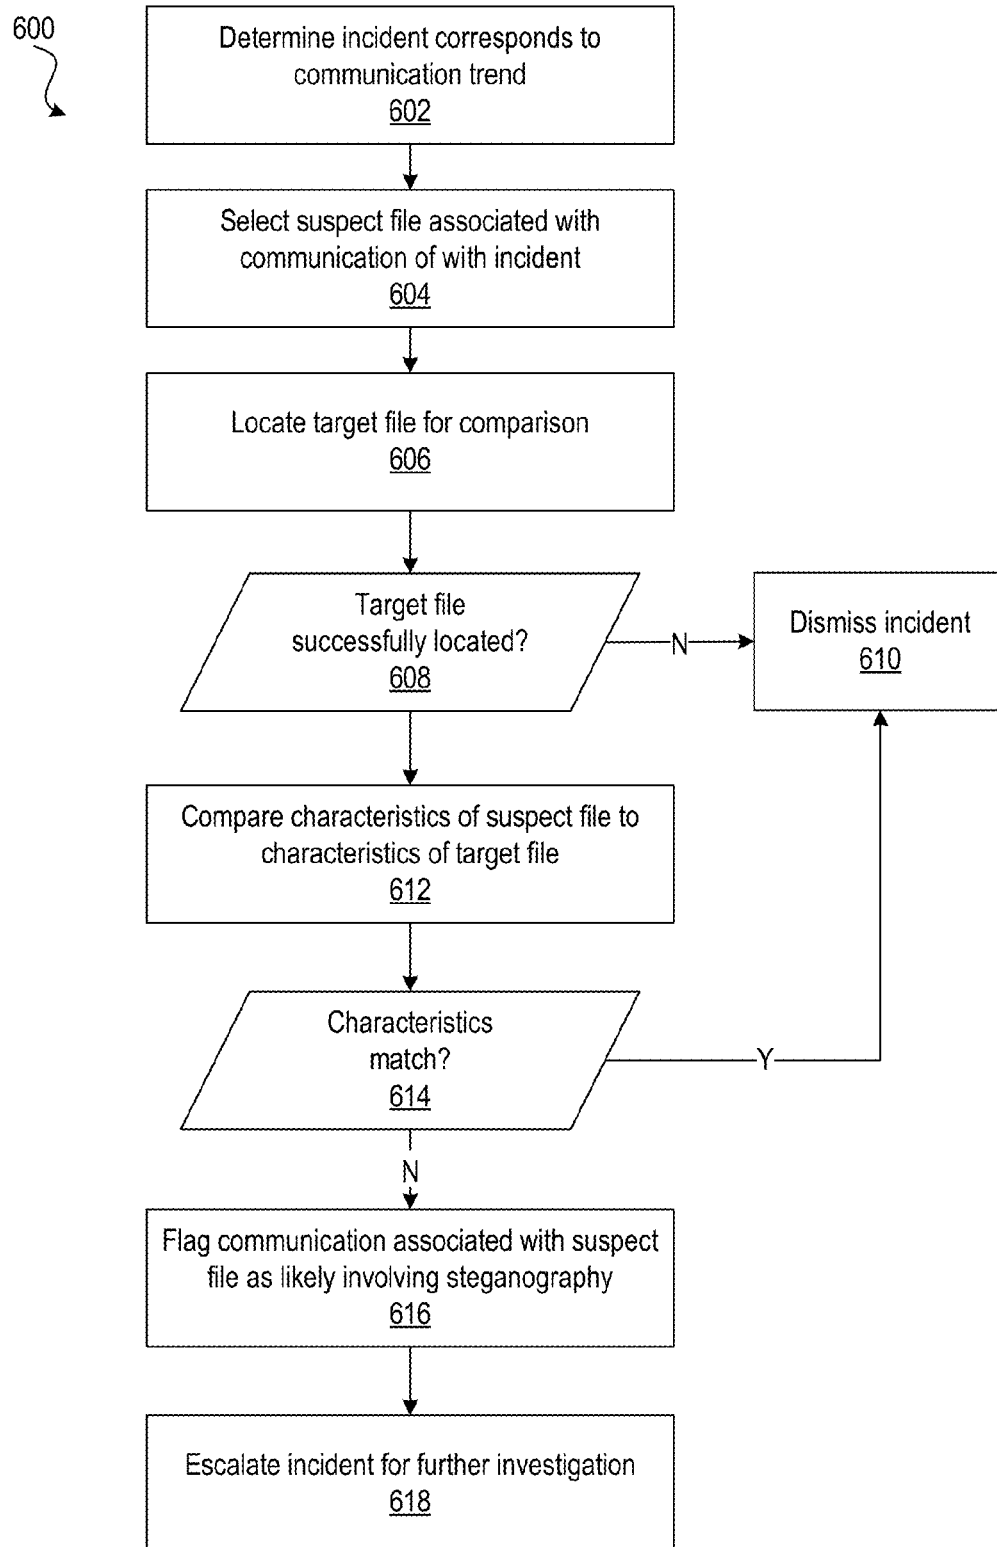 600
Determine incident corresponds to
communication trend
602
Select suspect file associated with
communication of with incident
604
Locate target file for comparison
606
Target file
successfully located?
608
N
Dismiss incident
610
Compare characteristics of suspect file to
characteristics of target file
612
Characteristics
match?
614
Y
N
Flag communication associated with suspect
file as likely involving steganography
616
Escalate incident for further investigation
618